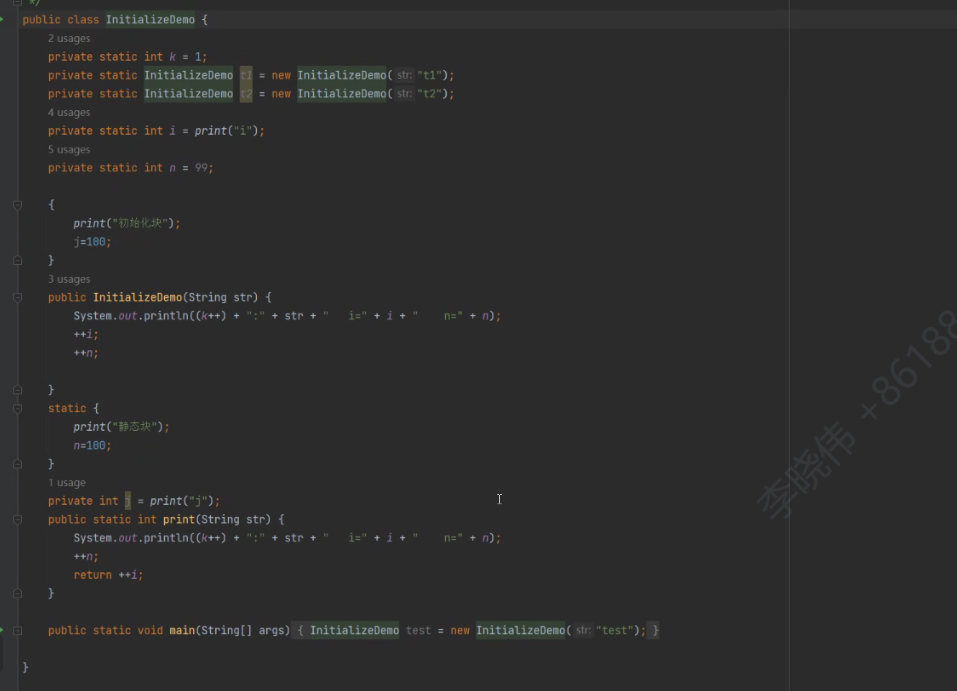 */
public class InitializeDemo {
2 usages
private static int k = 1;
private static InitializeDemo t1 = new InitializeDemo( str: "t1");
private static InitializeDemo t2 = new InitializeDemo( str: "t2");
4 usages
private static int i = print("i");
5 usages
private static int n = 99;
{
print("初始化块");
j=100;
}
3 usages
public InitializeDemo(String str) {
System.out.println((k++) + ":" + str + "   i=" + i + "    n=" + n);
++i;
++n;
}
static {
print("静态块");
n=100;
}
1 usage
private int j = print("j");
public static int print(String str) {
System.out.println((k++) + ":" + str + "   i=" + i + "    n=" + n);
++n;
return ++i;
}
public static void main(String[] args) { InitializeDemo test = new InitializeDemo( str: "test"); }
}
李晓伟 +86188